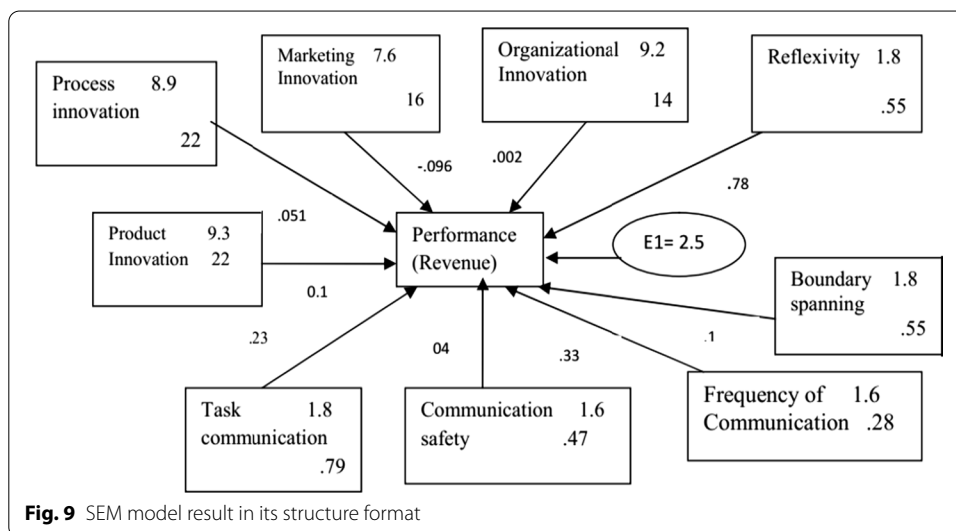 Marketing 7.6
Innovation
16
Organizational 9.2
Innovation
14
Reflexivity 1.8
.55
Process 8.9
innovation
22
-.096
.002
.78
.051
Product 9.3
Innovation 22
Performance
(Revenue)
E1= 2.5
Boundary 1.8
spanning
.55
0.1
.23
04
.33
.1
Task 1.8
communication
.79
Communication 1.6
safety .47
Frequency of 1.6
Communication .28
Fig. 9 SEM model result in its structure format